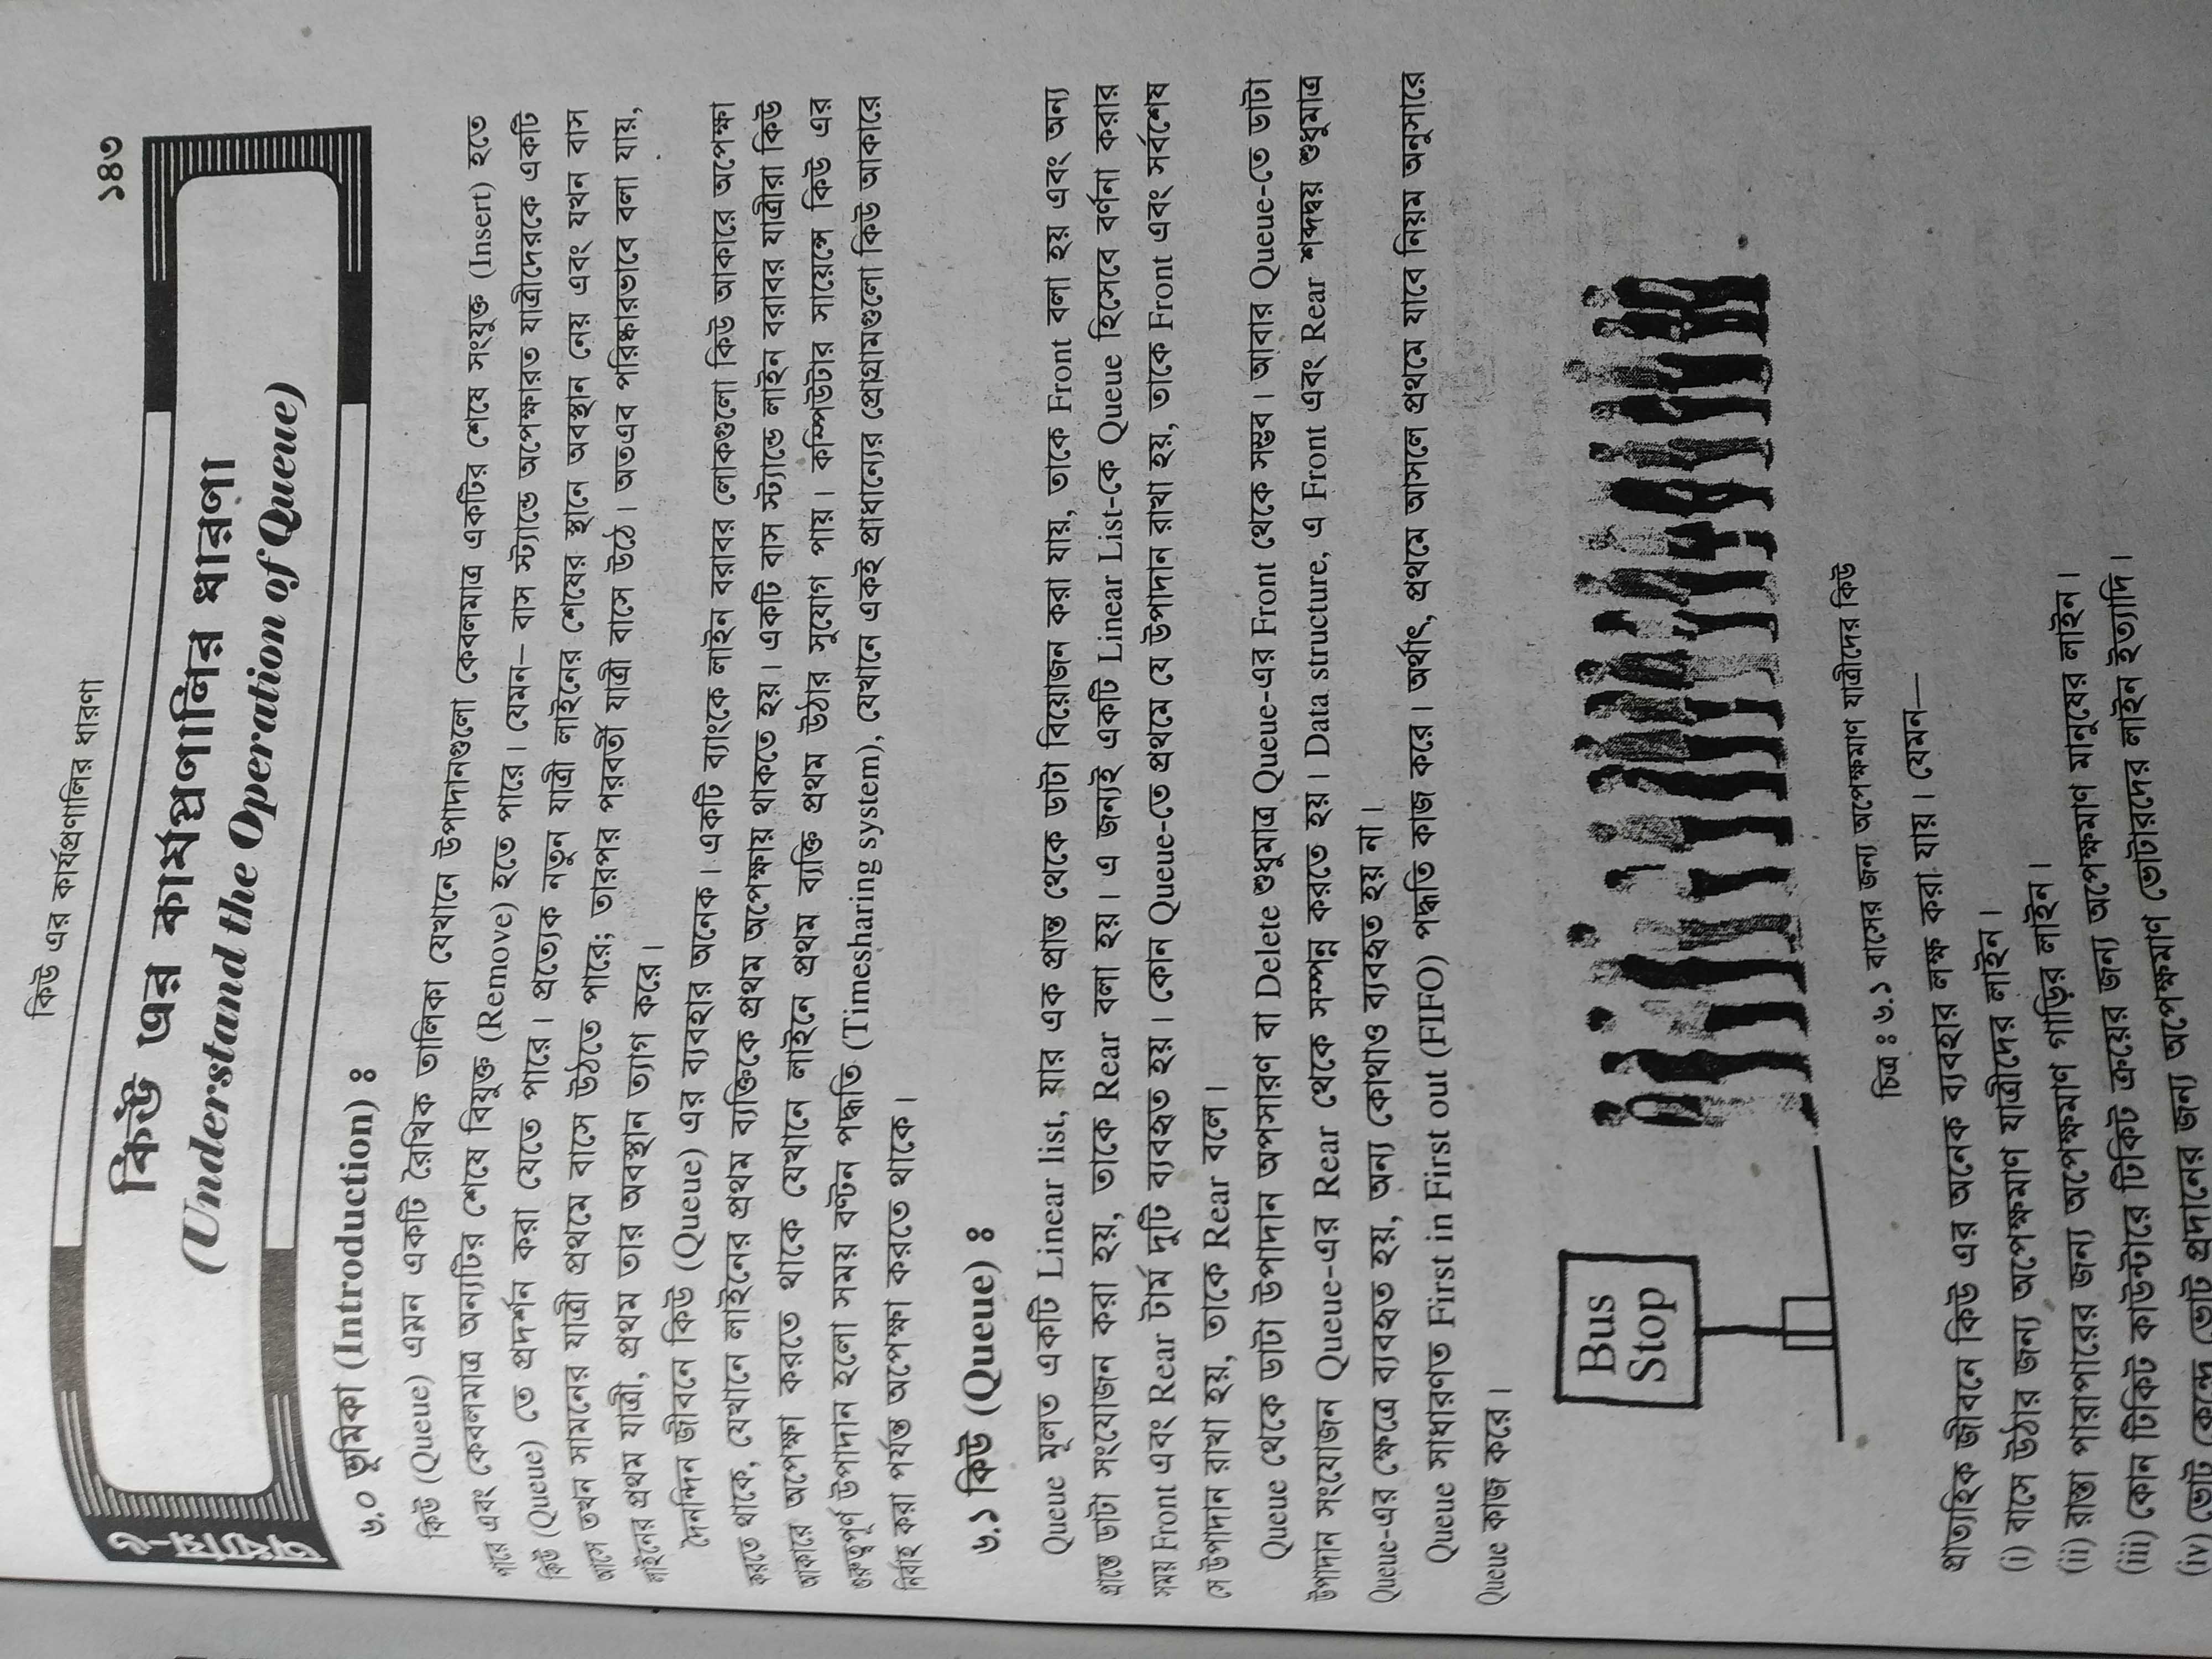 কিউ এর কার্যপ্রণালির ধারণা
১৪৩
অধ্যায়-৬
কিউ এর কার্যপ্রণালির ধারণা
(Understand the Operation of Queue)
৬.০ ভূমিকা (Introduction) ঃ
কিউ (Queue) এমন একটি রৈখিক তালিকা যেখানে উপাদানগুলো কেবলমাত্র একটির শেষে সংযুক্ত (Insert) হতে
পারে এবং কেবলমাত্র অন্যটির শেষে বিযুক্ত (Remove) হতে পারে। যেমন– বাস স্ট্যান্ডে অপেক্ষারত যাত্রীদেরকে একটি
কিউ (Queue) তে প্রদর্শন করা যেতে পারে। প্রত্যেক নতুন যাত্রী লাইনের শেষের স্থানে অবস্থান নেয় এবং যখন বাস
আসে তখন সামনের যাত্রী প্রথমে বাসে উঠতে পারে; তারপর পরবর্তী যাত্রী বাসে উঠে। অতএব পরিষ্কারভাবে বলা যায়,
লাইনের প্রথম যাত্রী, প্রথম তার অবস্থান ত্যাগ করে।
দৈনন্দিন জীবনে কিউ (Queue) এর ব্যবহার অনেক। একটি ব্যাংকে লাইন বরাবর লোকগুলো কিউ আকারে অপেক্ষা
করতে থাকে, যেখানে লাইনের প্রথম ব্যক্তিকে প্রথম অপেক্ষায় থাকতে হয়। একটি বাস স্ট্যান্ডে লাইন বরাবর যাত্রীরা কিউ
আকারে অপেক্ষা করতে থাকে যেখানে লাইনে প্রথম ব্যক্তি প্রথম উঠার সুযোগ পায়। কম্পিউটার সায়েন্সে কিউ এর
গুরুত্বপূর্ণ উপাদান হলো সময় বণ্টন পদ্ধতি (Timesharing system), যেখানে একই প্রাধান্যের প্রোগ্রামগুলো কিউ আকারে
নির্বাহ করা পর্যন্ত অপেক্ষা করতে থাকে।
৬.১ কিউ (Queue) ঃ
Queue মূলত একটি Linear list, যার এক প্রান্ত থেকে ডাটা বিয়োজন করা যায়, তাকে Front বলা হয় এবং অন্য
প্রান্তে ডাটা সংযোজন করা হয়, তাকে Rear বলা হয়। এ জন্যই একটি Linear List-কে Queue হিসেবে বর্ণনা করার
সময় Front এবং Rear টার্ম দুটি ব্যবহৃত হয়। কোন Queue-তে প্রথমে যে উপাদান রাখা হয়, তাকে Front এবং সর্বশেষ
সে উপাদান রাখা হয়, তাকে Rear বলে।
Queue থেকে ডাটা উপাদান অপসারণ বা Delete শুধুমাত্র Queue-এর Front থেকে সম্ভব। আবার Queue-তে ডাটা
উপাদান সংযোজন Queue-এর Rear থেকে সম্পন্ন করতে হয়। Data structure, এ Front এবং Rear শব্দদ্বয় শুধুমাত্র
Queue-এর ক্ষেত্রে ব্যবহৃত হয়, অন্য কোথাও ব্যবহৃত হয় না।
Queue সাধারণত First in First out (FIFO) পদ্ধতি কাজ করে। অর্থাৎ, প্রথমে আসলে প্রথমে যাবে নিয়ম অনুসারে
Queue কাজ করে।
Bus
Stop
চিত্র ঃ ৬.১ বাসের জন্য অপেক্ষমাণ যাত্রীদের কিউ
প্রাত্যহিক জীবনে কিউ এর অনেক ব্যবহার লক্ষ করা যায়। যেমন—
(i) বাসে উঠার জন্য অপেক্ষমাণ যাত্রীদের লাইন।
(ii) রাস্তা পারাপারের জন্য অপেক্ষমাণ গাড়ির লাইন।
(iii) কোন টিকিট কাউন্টারে টিকিট ক্রয়ের জন্য অপেক্ষমাণ মানুষের লাইন।
(iv) ভোট কেন্দ্রে ভোট প্রদানের জন্য অপেক্ষমাণ ভোটারদের লাইন ইত্যাদি।